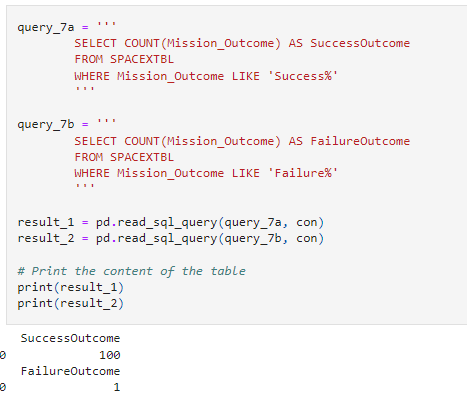 query_7a = '''
SELECT COUNT(Mission_Outcome) AS SuccessOutcome
FROM SPACEXTBL
WHERE Mission_Outcome LIKE 'Success%'
'''
query_7b = '''
SELECT COUNT(Mission_Outcome) AS FailureOutcome
FROM SPACEXTBL
WHERE Mission_Outcome LIKE 'Failure%'
'''
result_1 = pd.read_sql_query(query_7a, con)
result_2 = pd.read_sql_query(query_7b, con)
# Print the content of the table
print(result_1)
print(result_2)
SuccessOutcome
0 100
FailureOutcome
0 1